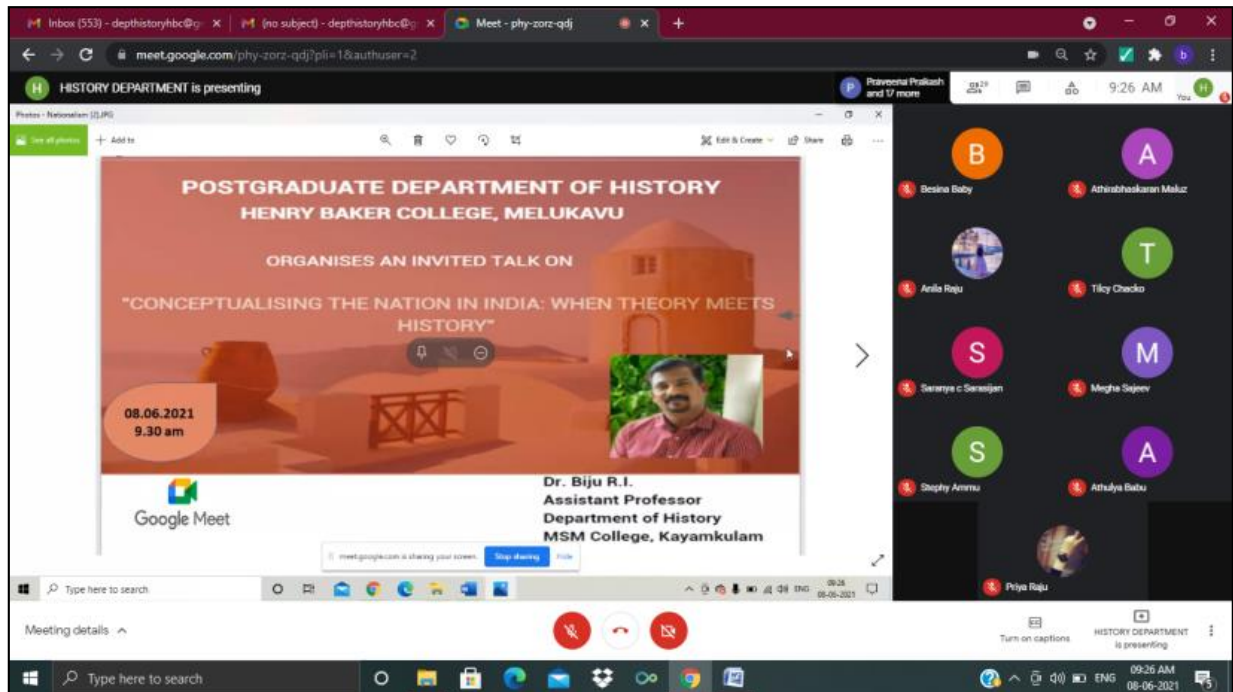 Inbox (553) - depthistoryhbc@g
(no subject) - depthistoryhbc@g
Meet - phy-zorz-qdj
meet.google.com/phy-zorz-qdj?pli=1&authuser=2
b
H HISTORY DEPARTMENT is presenting
P Praveena Prakash
and 17 more
29
9:26 AM
You H
Photos - Nationalism (2).JPG
See all photos
+ Add to
Edit & Create
Share
POSTGRADUATE DEPARTMENT OF HISTORY
HENRY BAKER COLLEGE, MELUKAVU
ORGANISES AN INVITED TALK ON
"CONCEPTUALISING THE NATION IN INDIA: WHEN THEORY MEETS
HISTORY"
08.06.2021
9.30 am
Google Meet
Dr. Biju R.I.
Assistant Professor
Department of History
MSM College, Kayamkulam
meet.google.com is sharing your screen.
Stop sharing
Hide
Type here to search
ENG
09:26
08-06-2021
B
Besina Baby
A
Athirabhaskaran Maluz
Anila Raju
T
Tilcy Chacko
S
Saranya c Sarasijan
M
Megha Sajeev
S
Stephy Ammu
A
Athulya Babu
Priya Raju
Meeting details
Turn on captions
HISTORY DEPARTMENT
is presenting
Type here to search
ENG
09:26 AM
08-06-2021
5